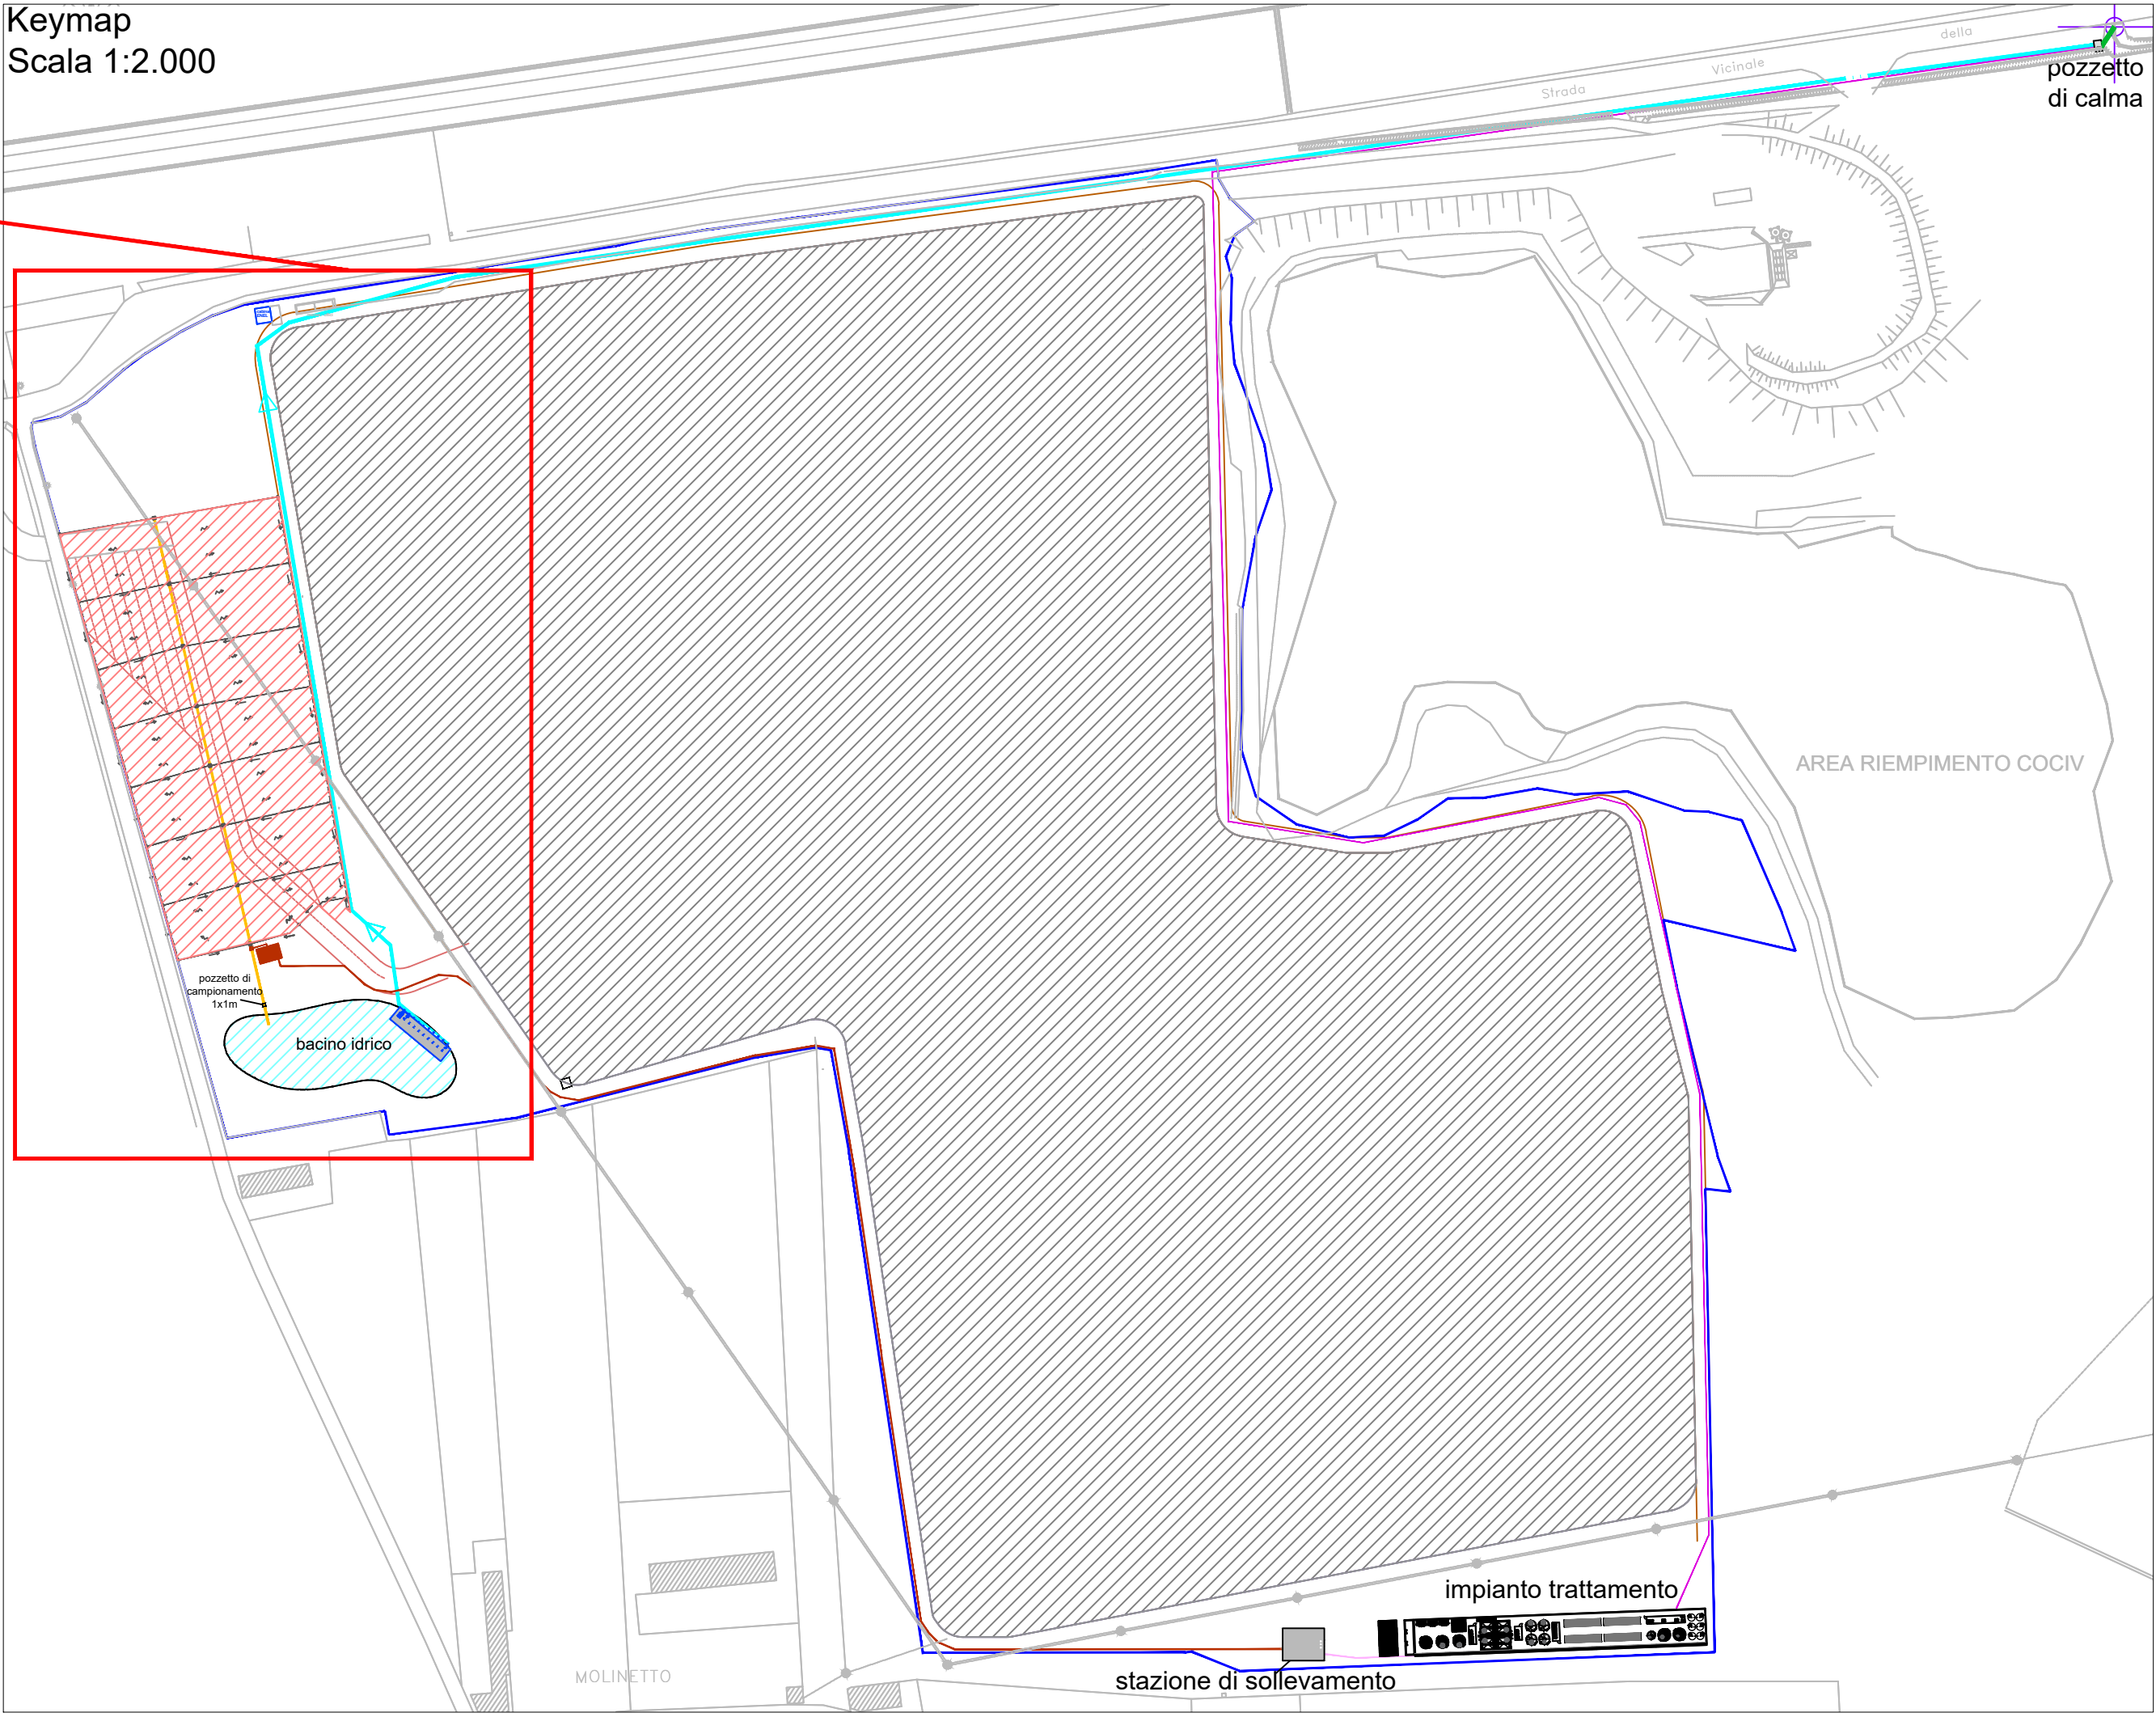 Keymap
Scala 1:2.000
della
Vicinale
Strada
pozzetto
di calma
AREA RIEMPIMENTO COCIV
pozzetto di
campionamento
1x1m
bacino idrico
impianto trattamento
stazione di sollevamento
MOLINETTO